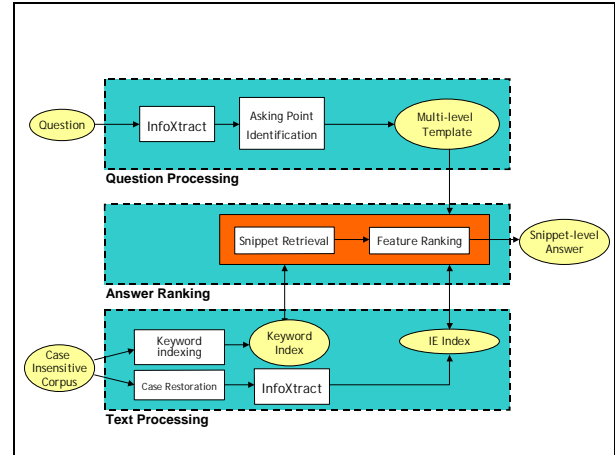 Question
InfoXtract
Asking Point
Identification
Multi-level
Template
Question Processing
Snippet Retrieval
Feature Ranking
Snippet-level
Answer
Answer Ranking
Case
Insensitive
Corpus
Keyword
indexing
Keyword
Index
IE Index
Case Restoration
InfoXtract
Text Processing